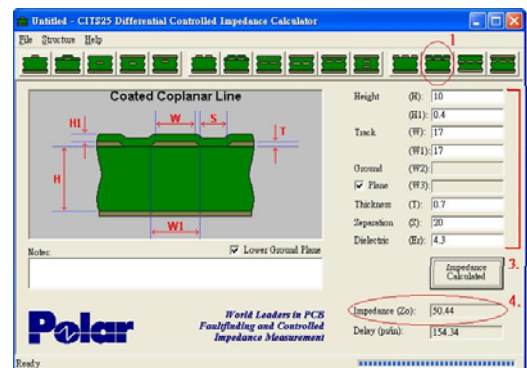 Untitled - CITS25 Differential Controlled Impedance Calculator
File Structure Help
1
Coated Coplanar Line
H1 W S T
H
W1
Notes: Lower Ground Plane
Height (H): 10
(H1): 0.4
Track (W): 17
(W1): 17
Ground (W2):
Plane (W3):
Thickness (T): 0.7
Separation (S): 20
Dielectric (Er): 4.3
Impedance Calculated
3.
4.
Impedance (Zo): 50.44
Delay (ps/in): 154.34
Polar
World Leaders in PCB
Faultfinding and Controlled
Impedance Measurement
Ready